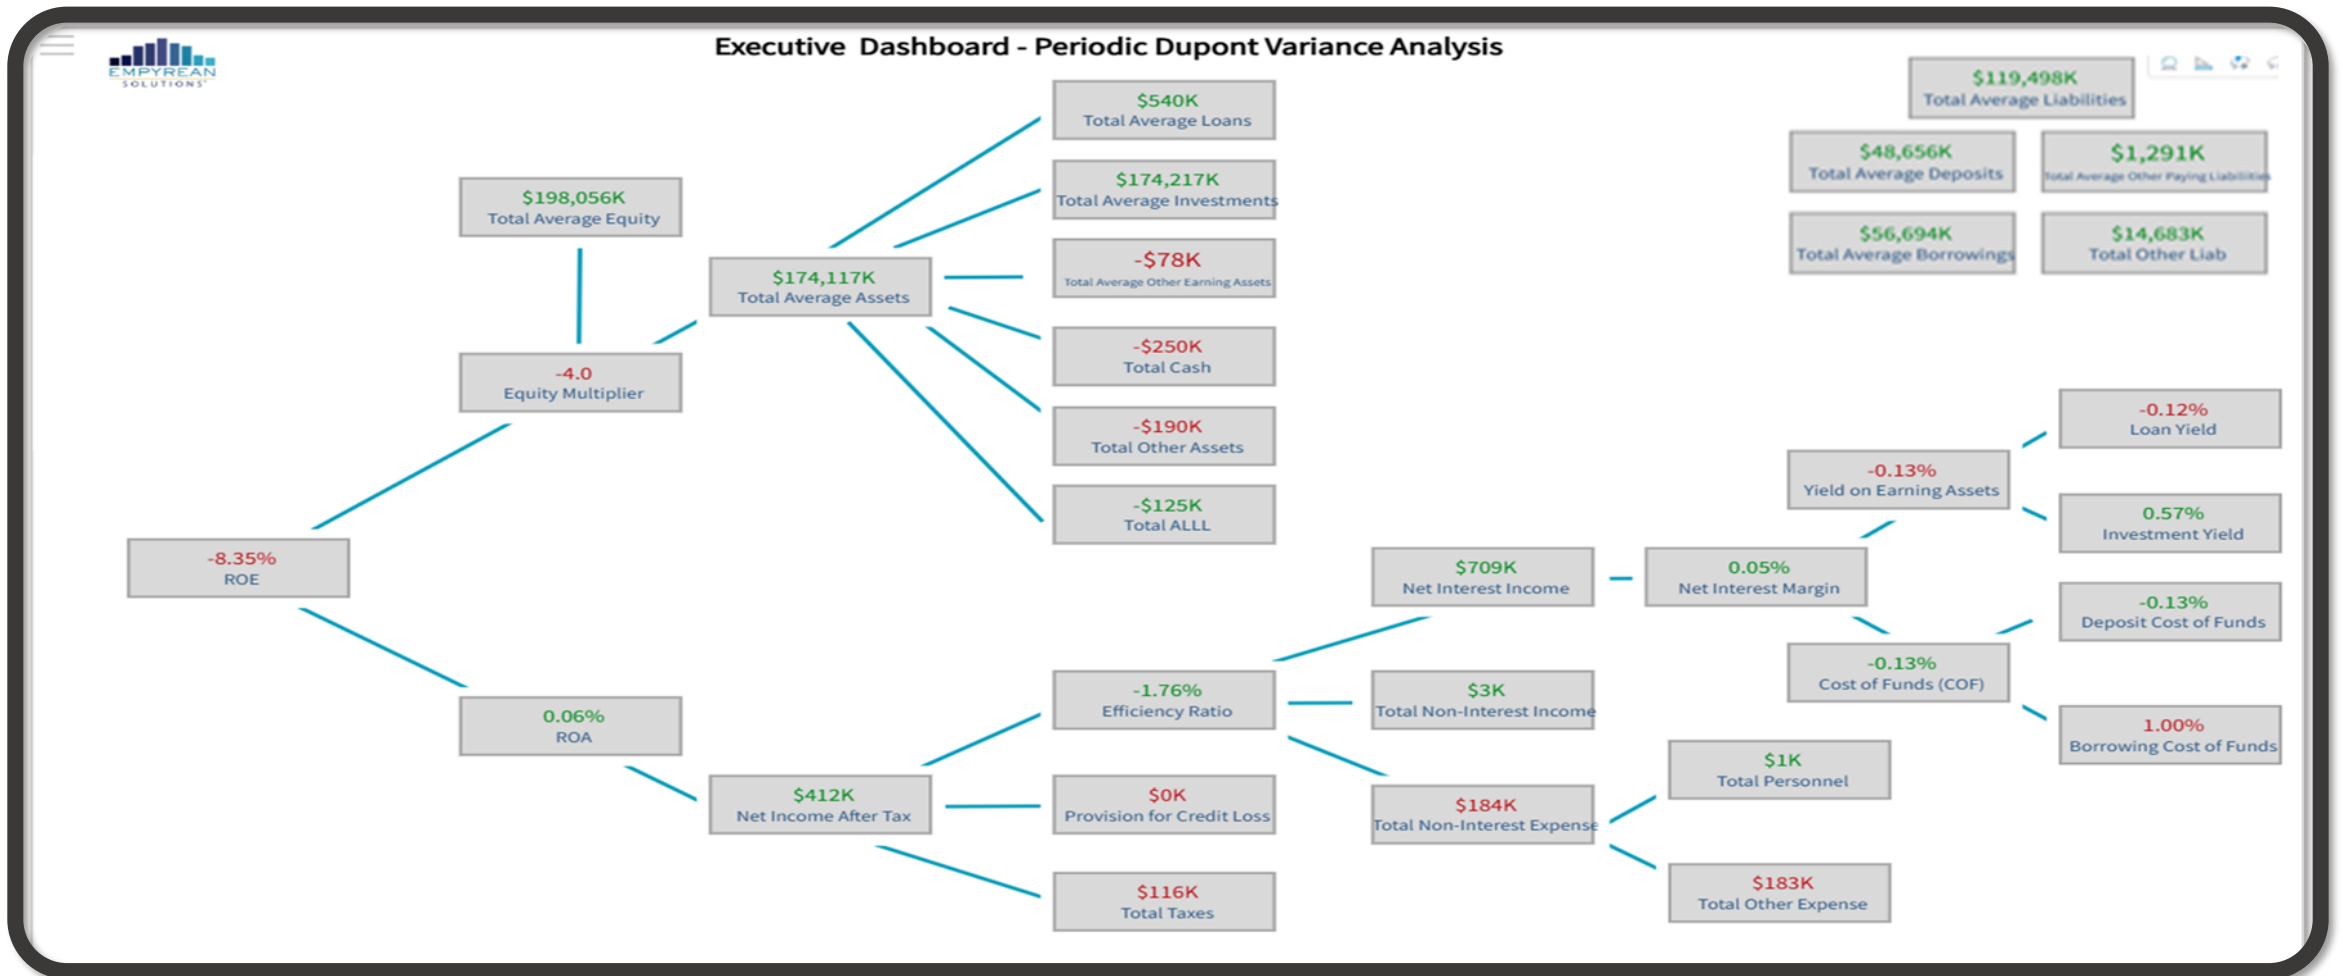 EMPYREAN
SOLUTIONS
Executive Dashboard - Periodic Dupont Variance Analysis
$119,498K
Total Average Liabilities
$48,656K
Total Average Deposits
$1,291K
Total Average Other Paying Liabilities
$56,694K
Total Average Borrowings
$14,683K
Total Other Liab
$540K
Total Average Loans
$174,217K
Total Average Investments
-$78K
Total Average Other Earning Assets
-$250K
Total Cash
-$190K
Total Other Assets
-$125K
Total ALLL
$198,056K
Total Average Equity
$174,117K
Total Average Assets
-4.0
Equity Multiplier
-8.35%
ROE
0.06%
ROA
$412K
Net Income After Tax
-1.76%
Efficiency Ratio
$0K
Provision for Credit Loss
$116K
Total Taxes
$709K
Net Interest Income
$3K
Total Non-Interest Income
$184K
Total Non-Interest Expense
0.05%
Net Interest Margin
$1K
Total Personnel
$183K
Total Other Expense
-0.13%
Yield on Earning Assets
-0.13%
Cost of Funds (COF)
-0.12%
Loan Yield
0.57%
Investment Yield
-0.13%
Deposit Cost of Funds
1.00%
Borrowing Cost of Funds